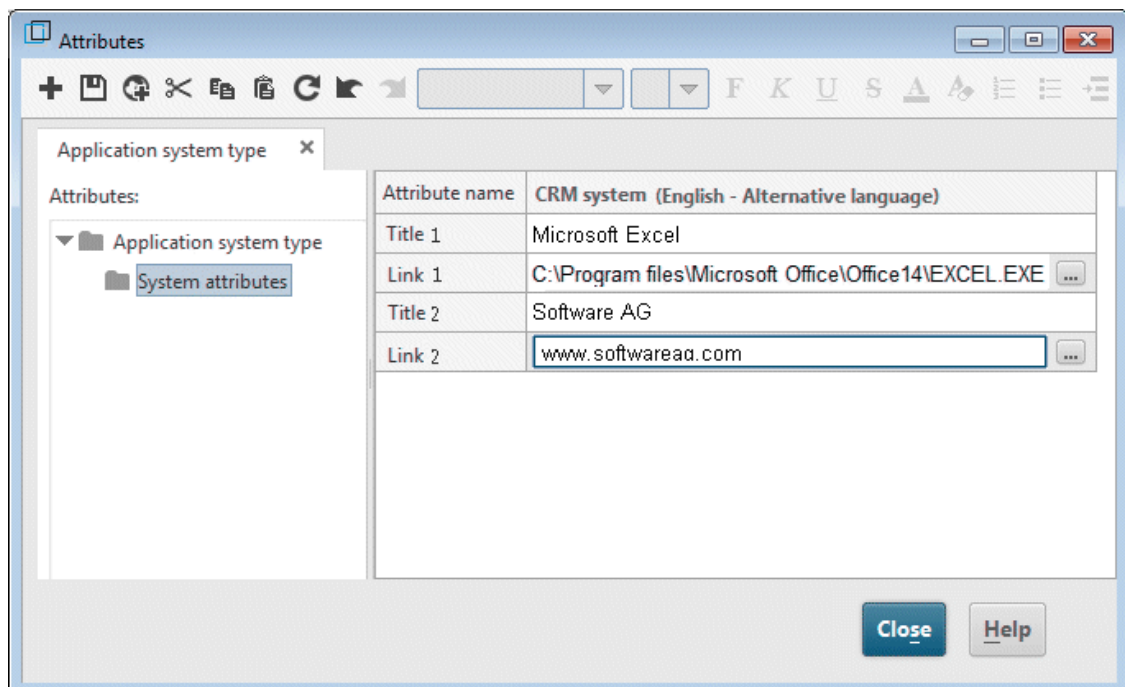 Attributes
F K U S A
Application system type
Attributes:
Application system type
System attributes
Attribute name CRM system (English - Alternative language)
Title 1 Microsoft Excel
Link 1 C:\Program files\Microsoft Office\Office14\EXCEL.EXE ...
Title 2 Software AG
Link 2 www.softwareag.com ...
Close Help